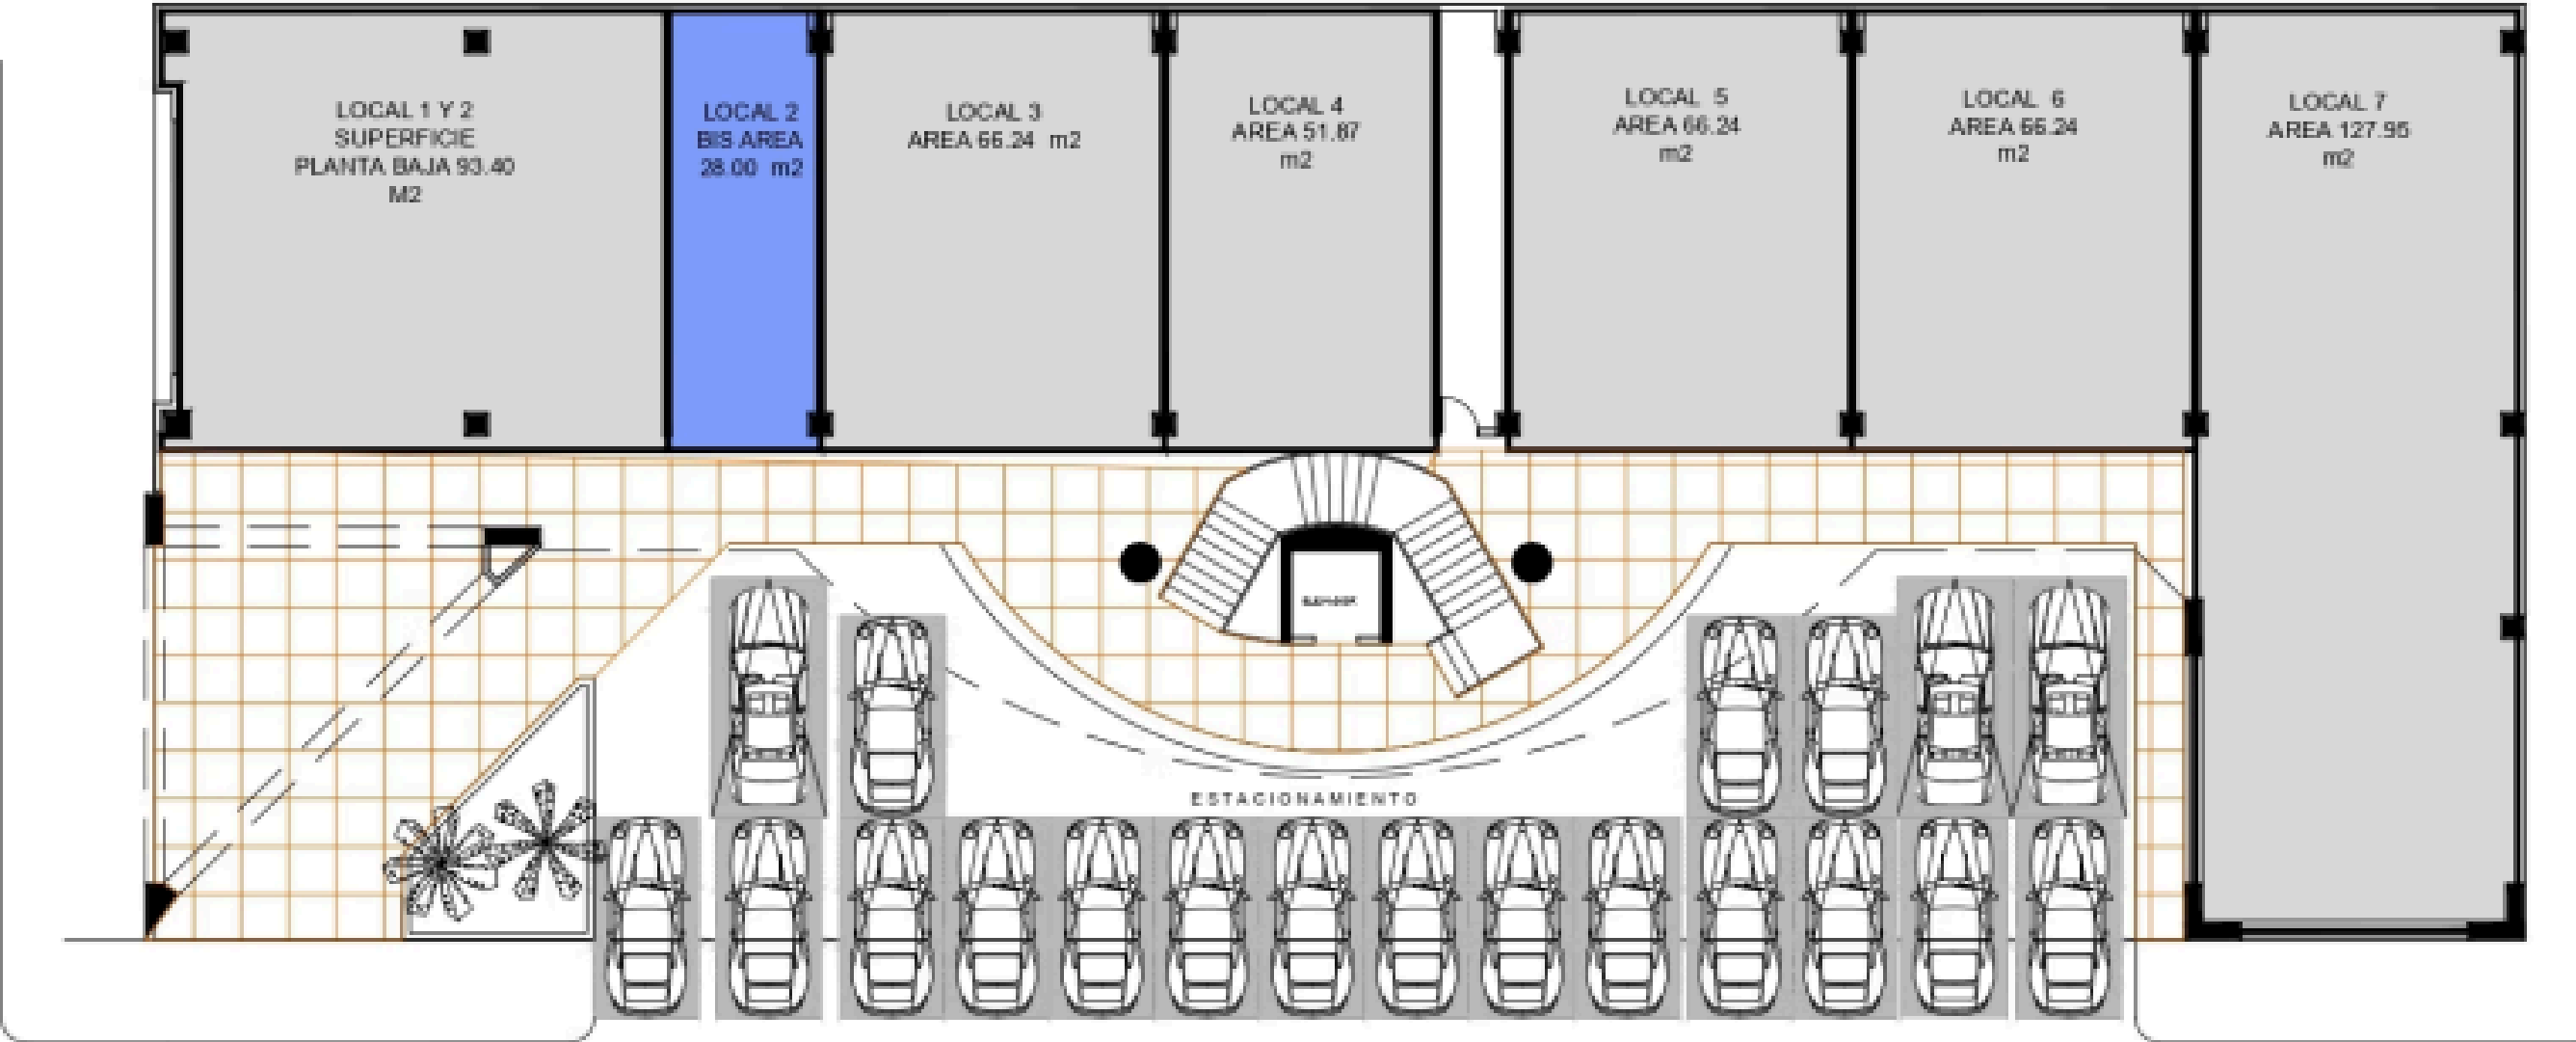 LOCAL 1 Y 2
SUPERFICIE
PLANTA BAJA 93.40
M2
LOCAL 2
BIS AREA
28.00 m2
LOCAL 3
AREA 66.24 m2
LOCAL 4
AREA 51.87
m2
LOCAL 5
AREA 66.24
m2
LOCAL 6
AREA 66.24
m2
LOCAL 7
AREA 127.95
m2
ESTACIONAMIENTO